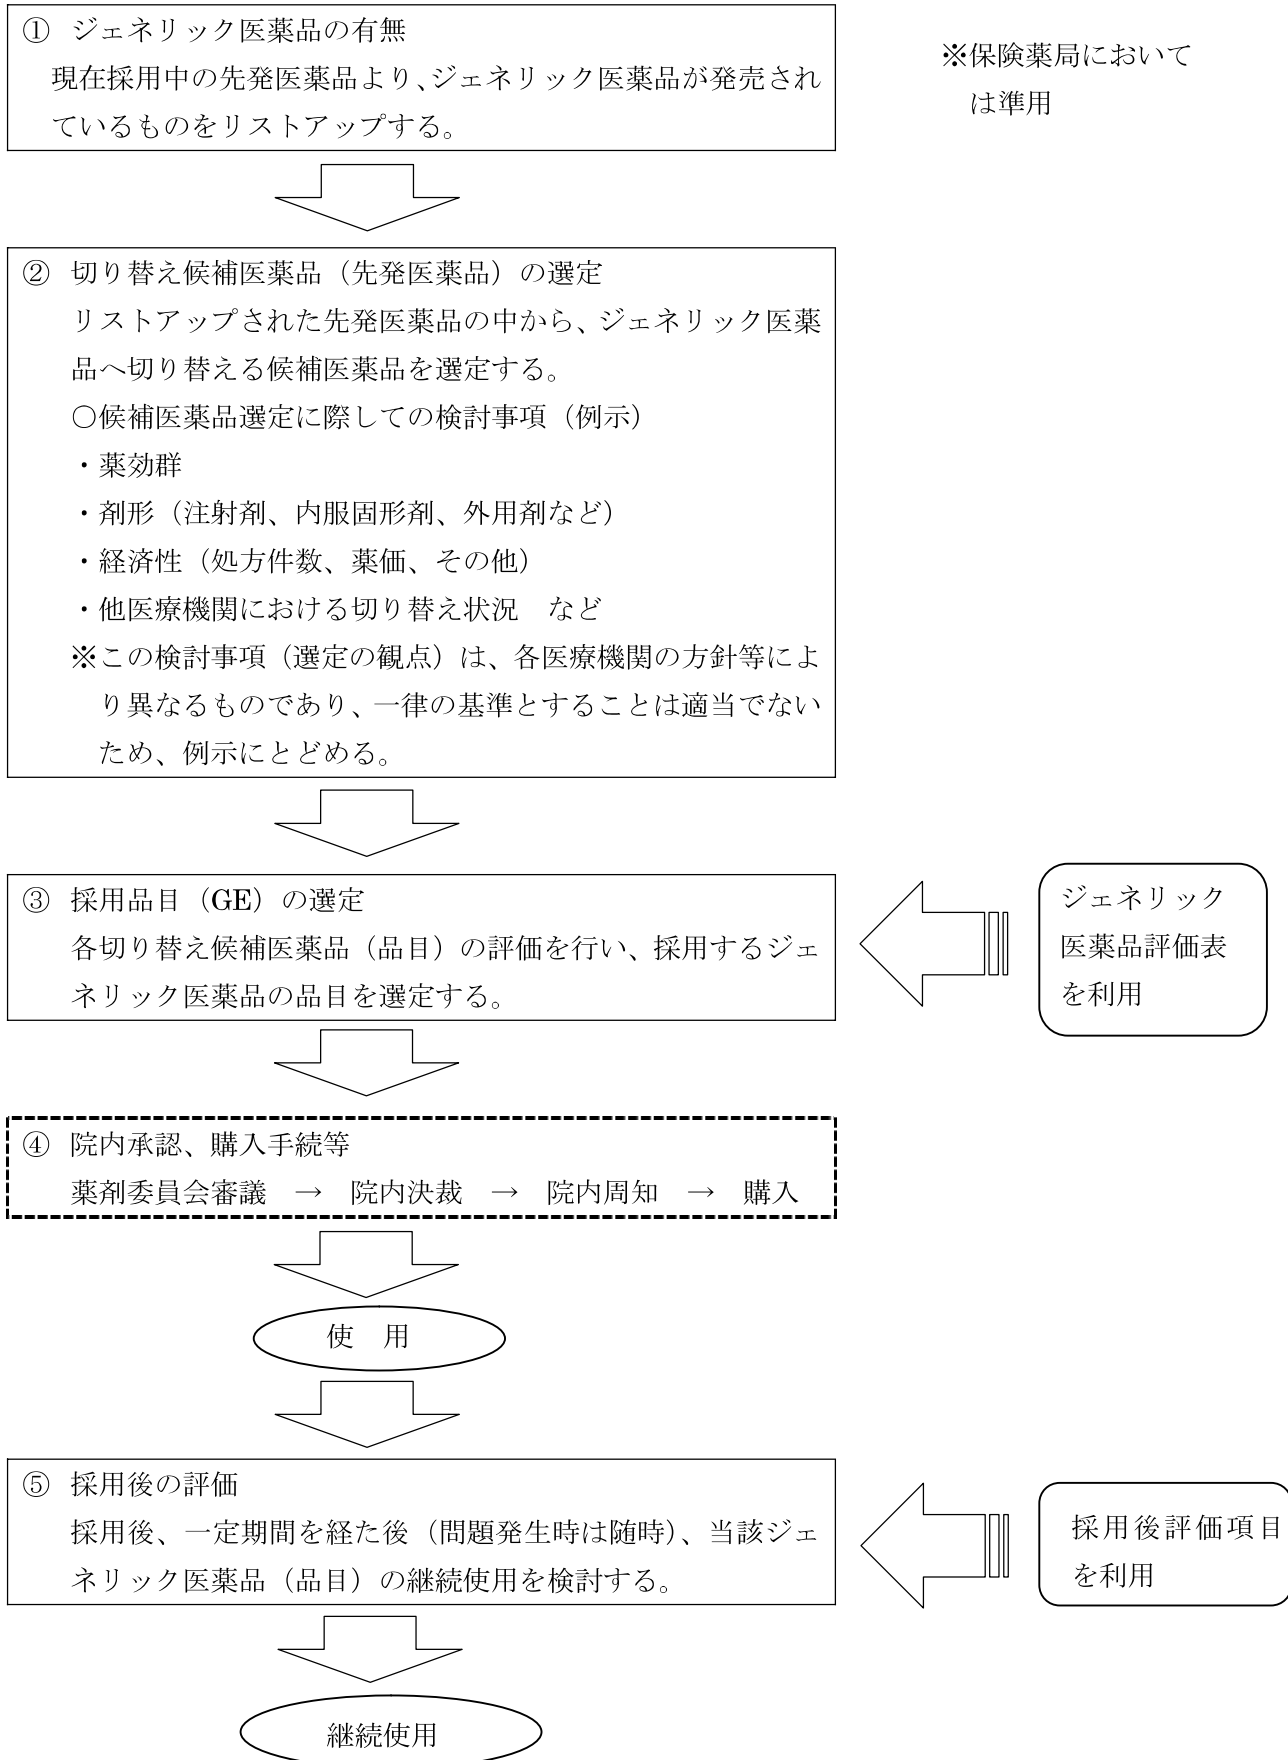 ① ジェネリック医薬品の有無
現在採用中の先発医薬品より、ジェネリック医薬品が発売され
ているものをリストアップする。
※保険薬局において
は準用
② 切り替え候補医薬品（先発医薬品）の選定
リストアップされた先発医薬品の中から、ジェネリック医薬
品へ切り替える候補医薬品を選定する。
○候補医薬品選定に際しての検討事項（例示）
・薬効群
・剤形（注射剤、内服固形剤、外用剤など）
・経済性（処方件数、薬価、その他）
・他医療機関における切り替え状況　など
※この検討事項（選定の観点）は、各医療機関の方針等によ
り異なるものであり、一律の基準とすることは適当でない
ため、例示にとどめる。
③ 採用品目（GE）の選定
各切り替え候補医薬品（品目）の評価を行い、採用するジェ
ネリック医薬品の品目を選定する。
ジェネリック
医薬品評価表
を利用
④ 院内承認、購入手続等
薬剤委員会審議　→　院内決裁　→　院内周知　→　購入
使　用
⑤ 採用後の評価
採用後、一定期間を経た後（問題発生時は随時）、当該ジェ
ネリック医薬品（品目）の継続使用を検討する。
採用後評価項目
を利用
継続使用